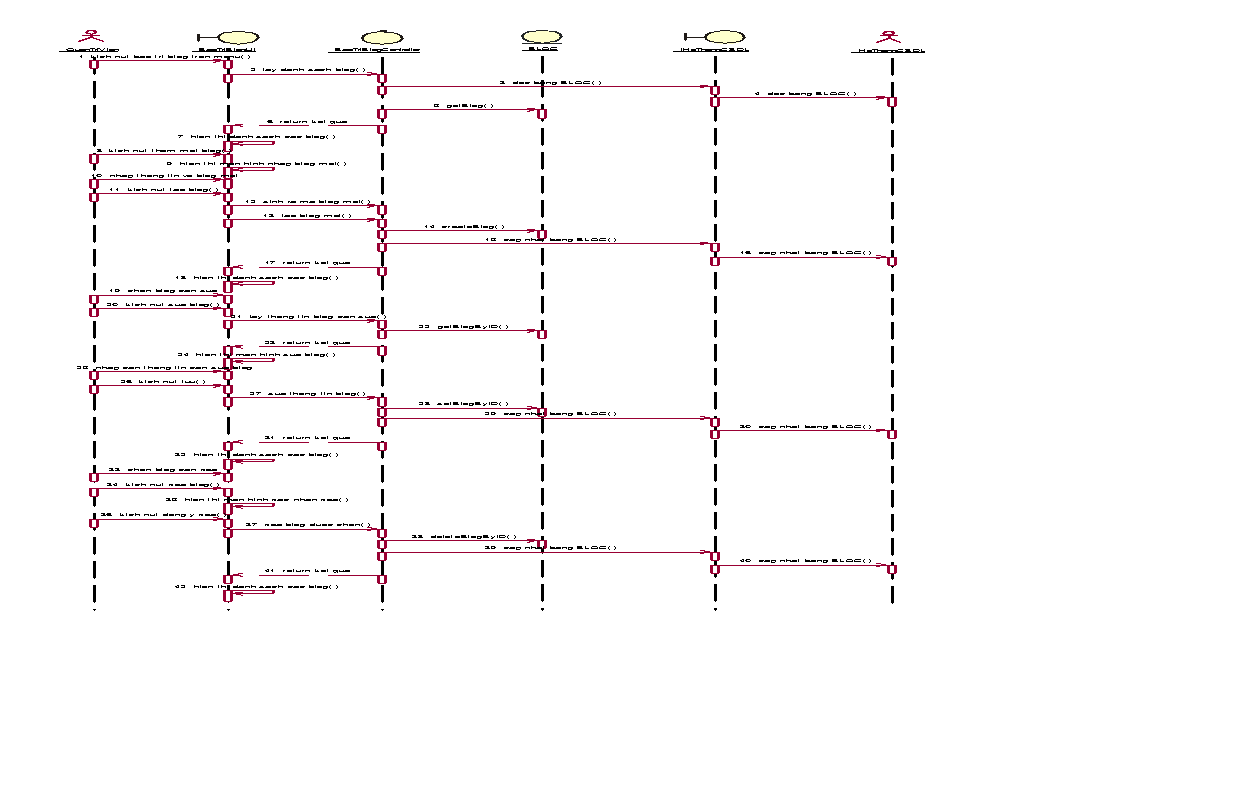 QuanTriVien
BaoTriBlogUI
BaoTriBlogController
BLOG
IHeThongCSDL
HeThongCSDL
1: kich nut bao tri blog tren menu( )
2: lay danh sach blog( )
3: doc bang BLOG( )
4: doc bang BLOG( )
5: getBlog( )
6: return ket qua
7: hien thi danh sach cac blog( )
8: kich nut them moi blog( )
9: hien thi man hinh nhap blog moi( )
10: nhap thong tin ve blog moi
11: kich nut tao blog( )
12: sinh ra ma blog moi( )
13: tao blog moi( )
14: createBlog( )
15: cap nhat bang BLOG( )
16: cap nhat bang BLOG( )
17: return ket qua
18: hien thi danh sach cac blog( )
19: chon blog can sua
20: kich nut sua blog( )
21: lay thong tin blog can sua( )
22: getBlogByID( )
23: return ket qua
24: hien thi man hinh sua blog( )
25: nhap cac thong tin can sua blog
26: kich nut luu( )
27: sua thong tin blog( )
28: setBlogByID( )
29: cap nhat bang BLOG( )
30: cap nhat bang BLOG( )
31: return ket qua
32: hien thi danh sach cac blog( )
33: chon blog can xoa
34: kich nut xoa blog( )
35: hien thi man hinh xac nhan xoa( )
36: kich nut dong y xoa( )
37: xoa blog duoc chon( )
38: deleteBlogByID( )
39: cap nhat bang BLOG( )
40: cap nhat bang BLOG( )
41: return ket qua
42: hien thi danh sach cac blog( )